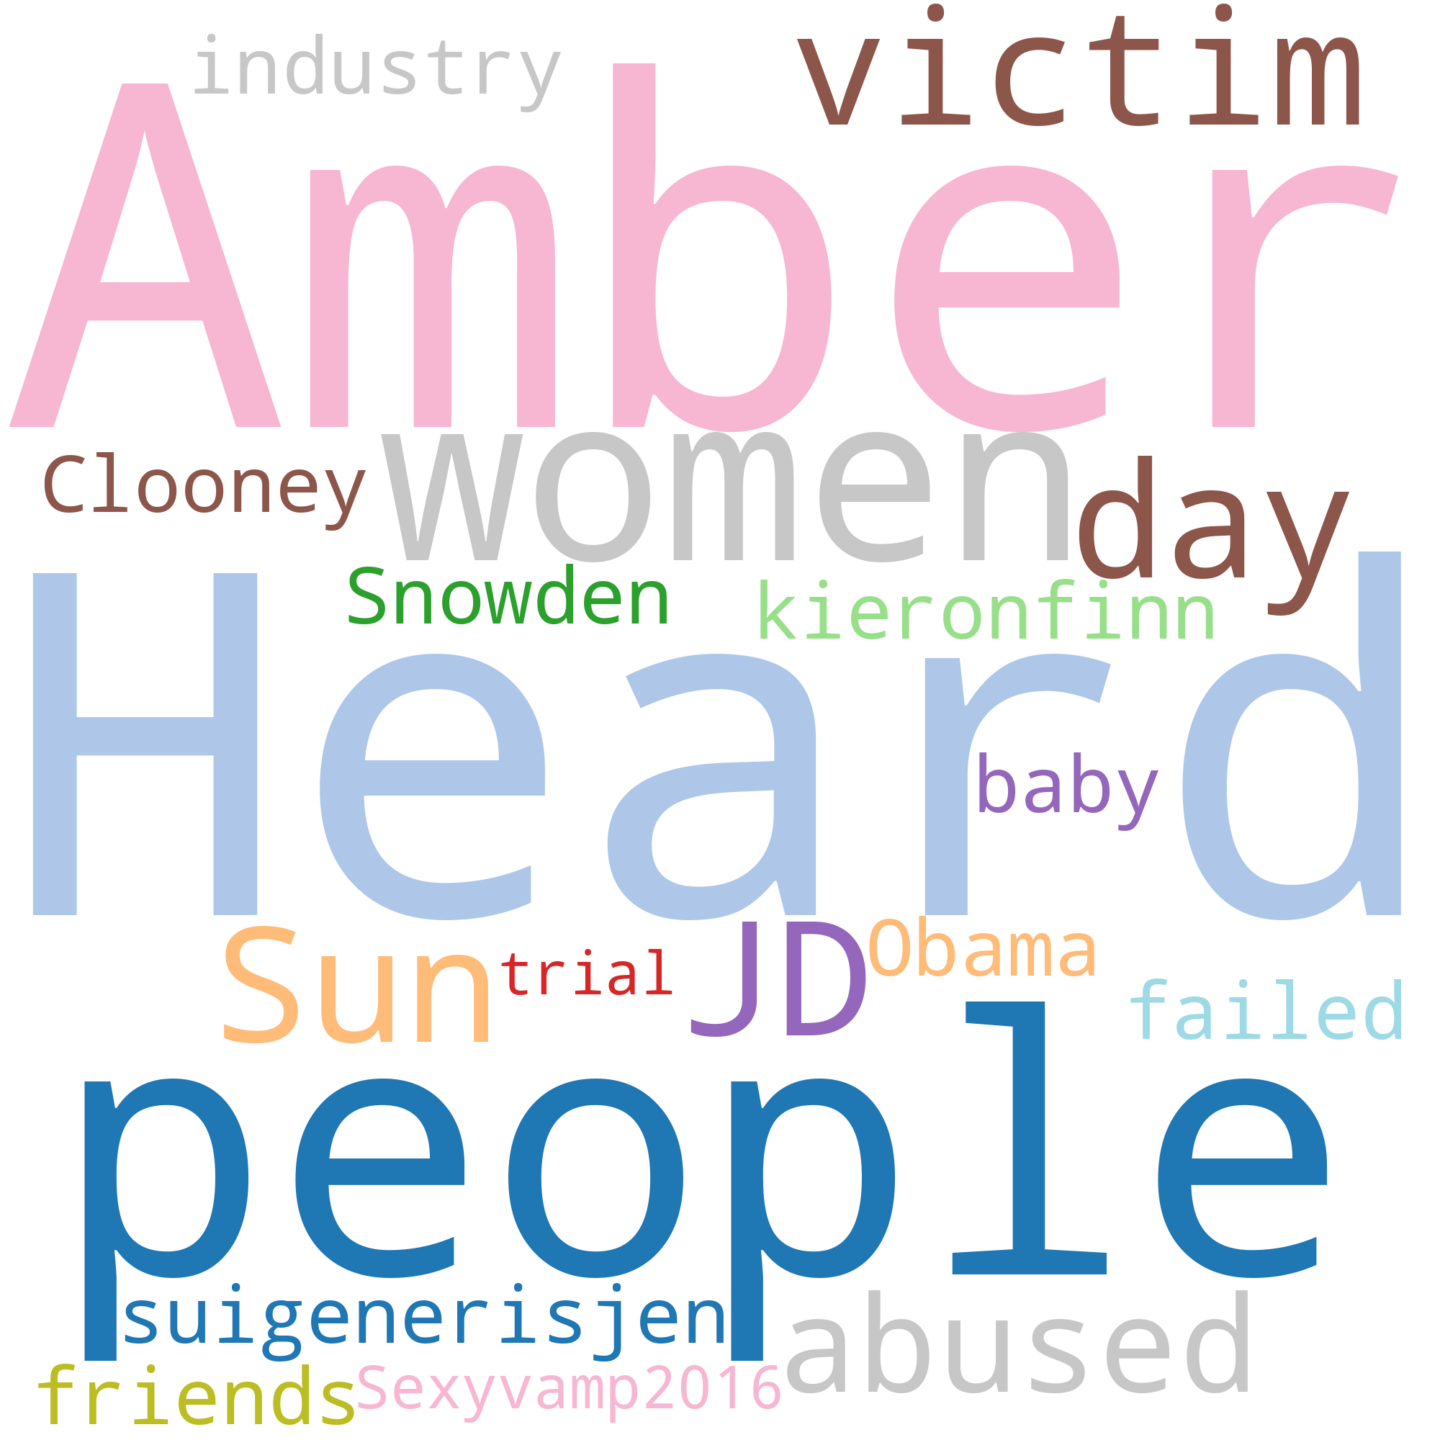 industry
victim
Amber
women
Clooney
day
Snowden
kieronfinn
Heard
baby
Sun
trial
JD
Obama
failed
people
suigenerisjen
abused
friends
Sexyvamp2016